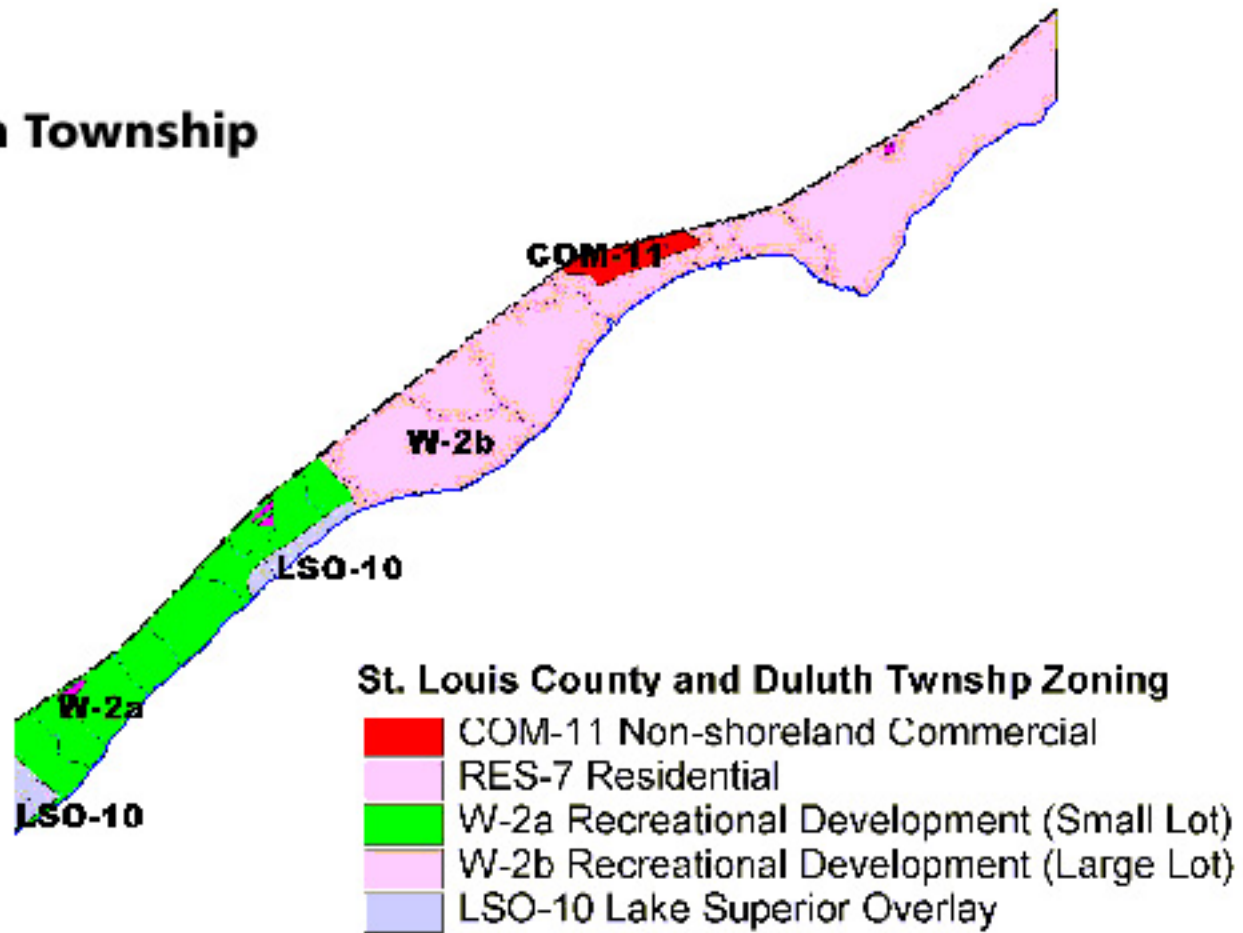 n Township
COM-11
W-2b
LSO-10
W-2a
LSO-10
St. Louis County and Duluth Twnshp Zoning
COM-11 Non-shoreland Commercial
RES-7 Residential
W-2a Recreational Development (Small Lot)
W-2b Recreational Development (Large Lot)
LSO-10 Lake Superior Overlay